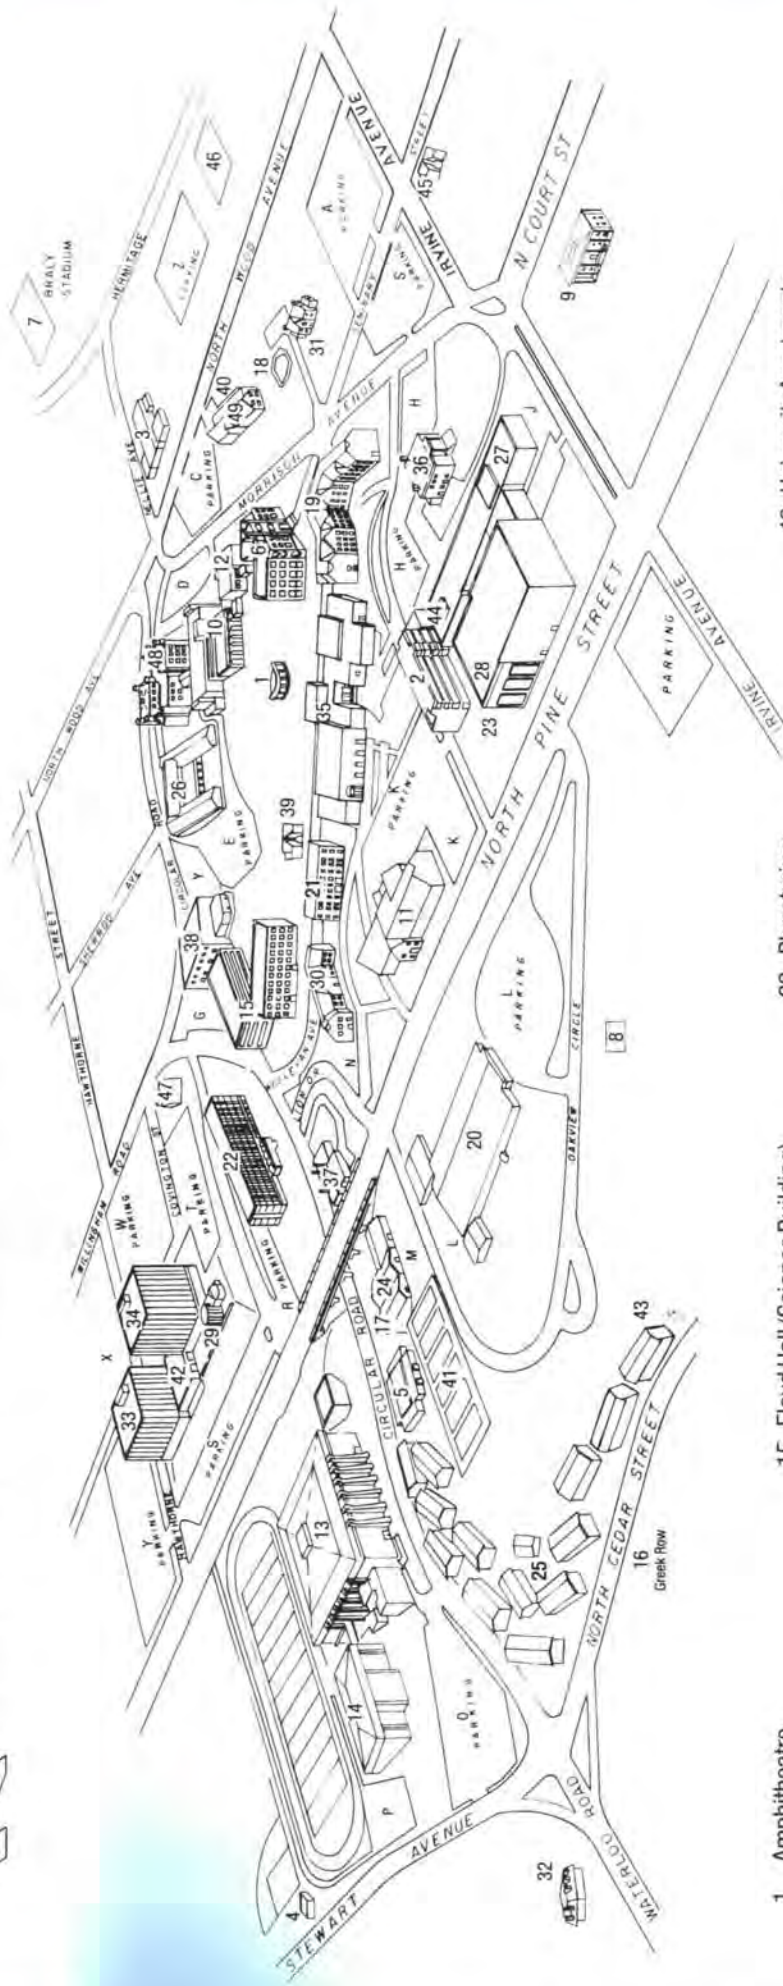 7
BRALY
STADIUM
46
HERMITAGE
Z
PARKING
NORTH WOOD AVENUE
A
PARKING
IRVINE AVENUE
STREET
45
S
PARKING
SEMINARY
IRVINE
N COURT ST
9
3
NELLIE AVE
40
49
18
31
C
PARKING
MORRISON AVENUE
H
36
H
PARKING
19
6
12
D
10
48
1
27
J
44
2
28
23
35
NORTH WOOD AVE
26
CIRCULAR ROAD
E
PARKING
Y
39
21
K
PARKING
K
11
NORTH PINE STREET
PARKING
IRVINE AVENUE
HAWTHORNE STREET
SHERROD AVE
38
G
15
30
N
L
PARKING
OAKVIEW CIRCLE
8
20
L
WILLINGHAM ROAD
47
COVINGTON ST
W
PARKING
T
PARKING
22
R
PARKING
37
M
24
17
CIRCULAR ROAD
5
41
X
34
33
42
29
S
PARKING
Y
PARKING
HAWTHORNE
13
14
P
O
PARKING
25
43
NORTH CEDAR STREET
16
Greek Row
4
STEWART AVENUE
32
WATERLOO ROAD
1 Amphitheatre
15 Floyd Hall (Science Building)